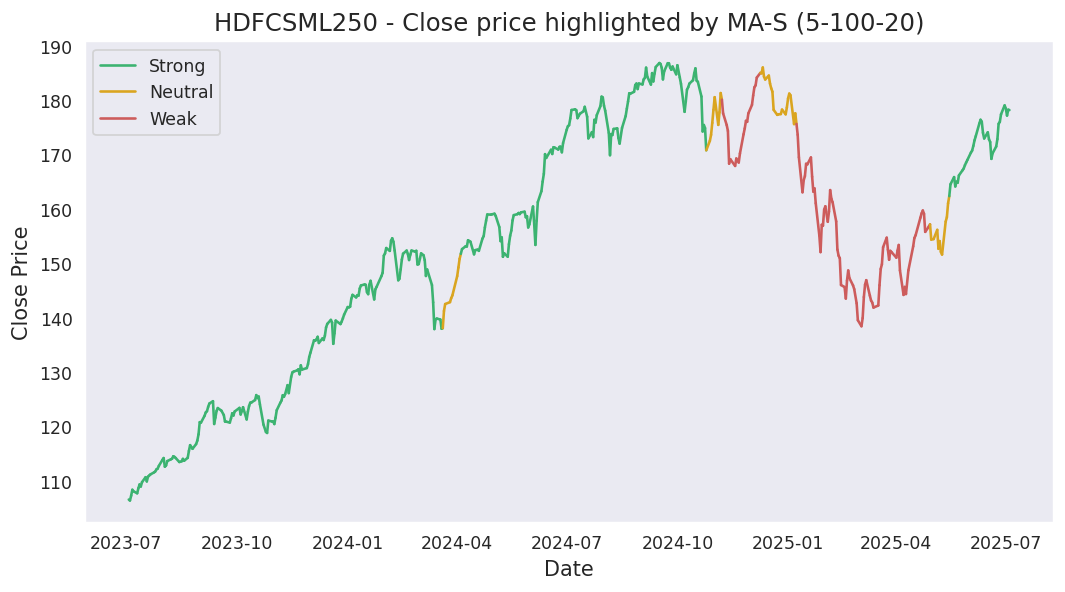 HDFCSML250 - Close price highlighted by MA-S (5-100-20)
Strong
Neutral
Weak
Close Price
190
180
170
160
150
140
130
120
110
2023-07 2023-10 2024-01 2024-04 2024-07 2024-10 2025-01 2025-04 2025-07
Date